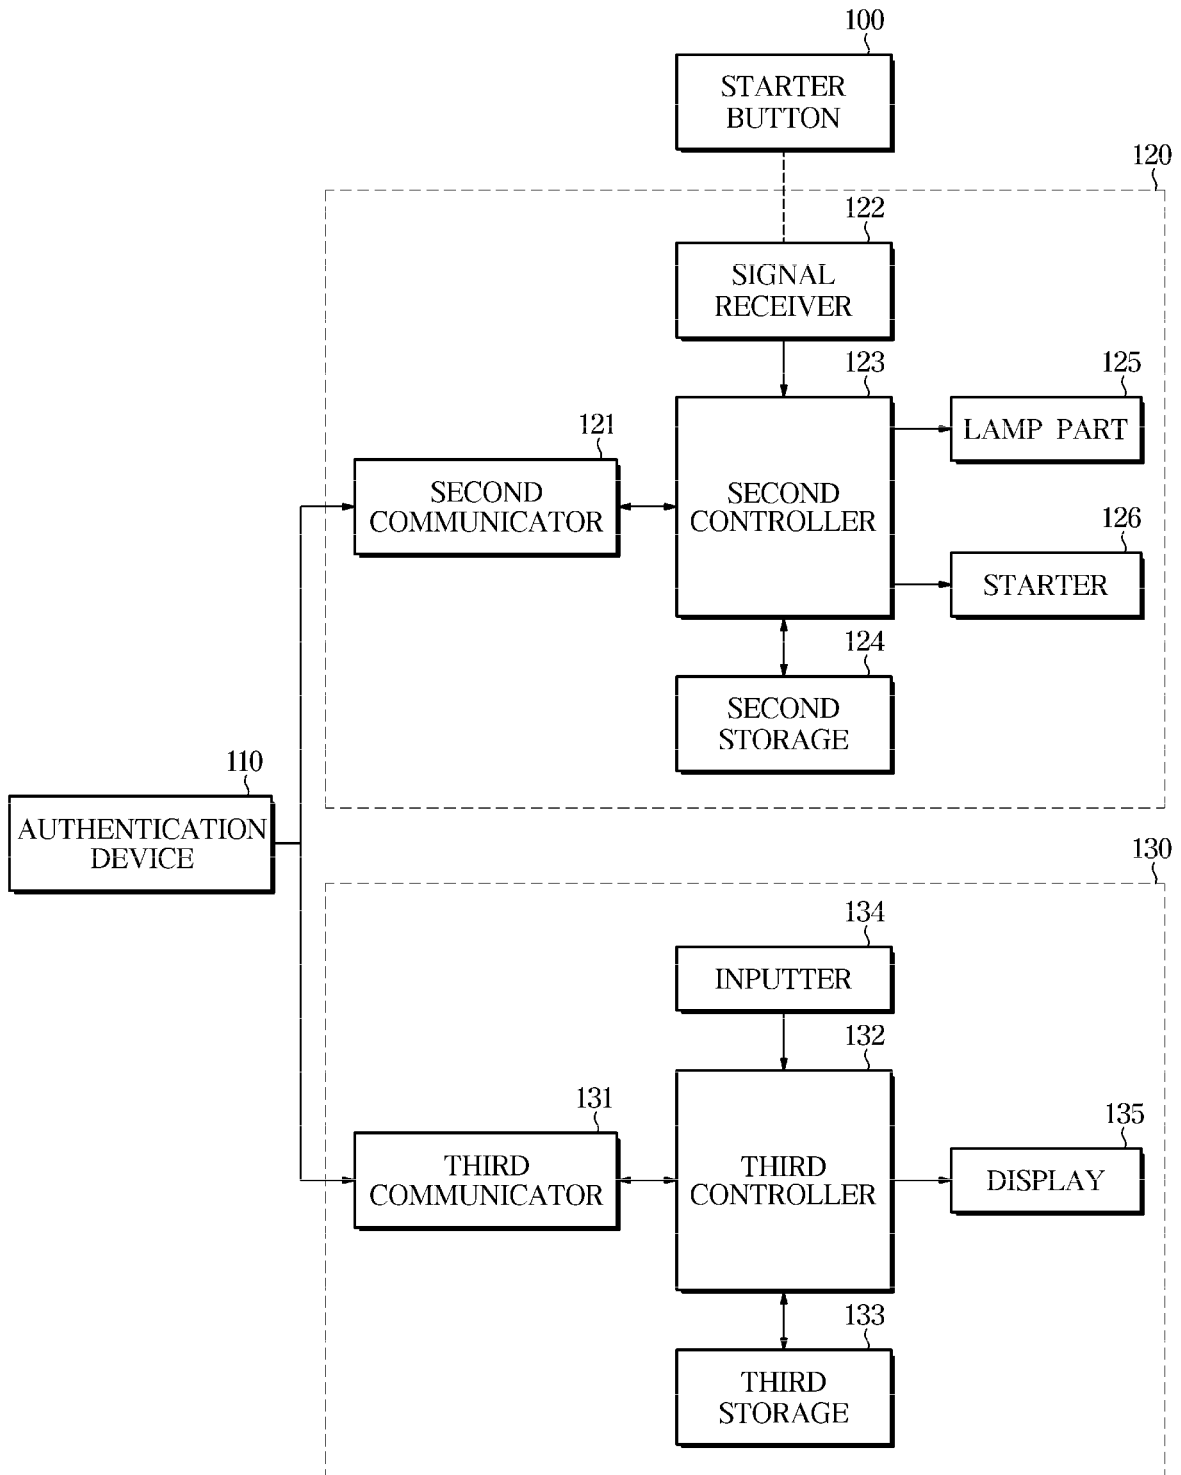 100
STARTER
BUTTON
120
122
SIGNAL
RECEIVER
123
125
LAMP PART
121
SECOND
COMMUNICATOR
SECOND
CONTROLLER
126
STARTER
124
SECOND
STORAGE
110
AUTHENTICATION
DEVICE
130
134
INPUTTER
132
131
THIRD
COMMUNICATOR
THIRD
CONTROLLER
135
DISPLAY
133
THIRD
STORAGE